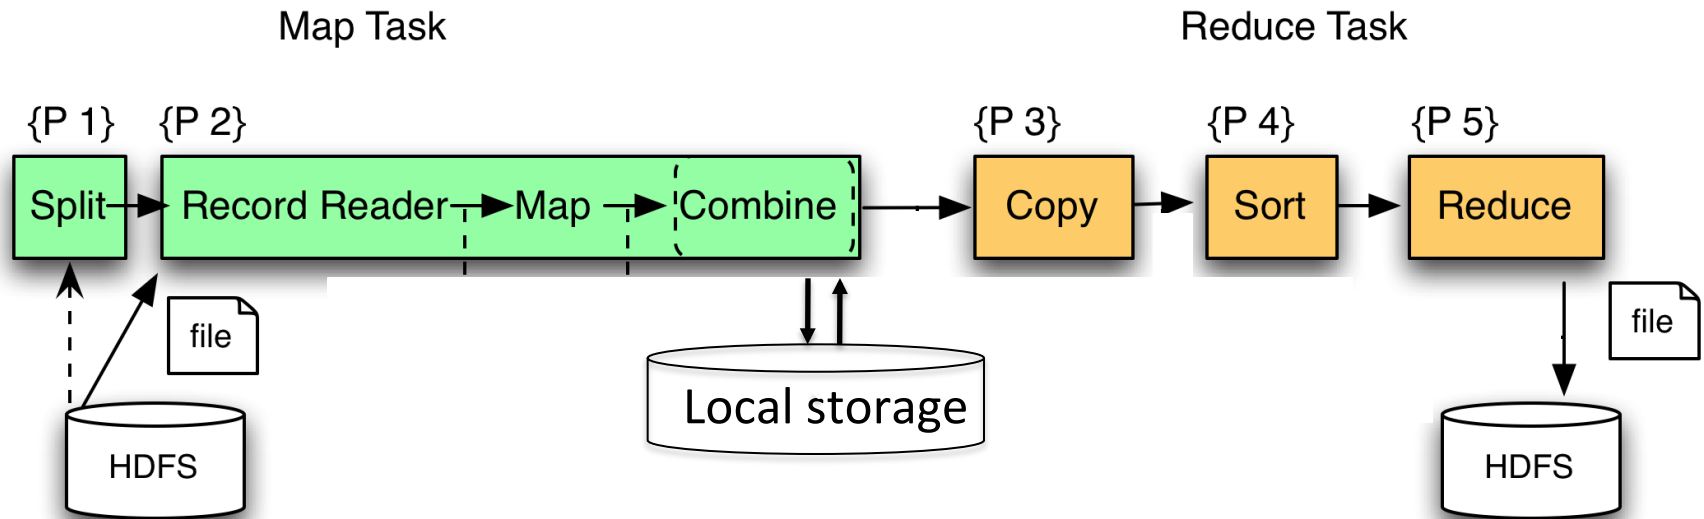 Map Task
Reduce Task
{P 1}
{P 2}
{P 3}
{P 4}
{P 5}
Split
Record Reader
Map
Combine
Copy
Sort
Reduce
file
file
Local storage
HDFS
HDFS